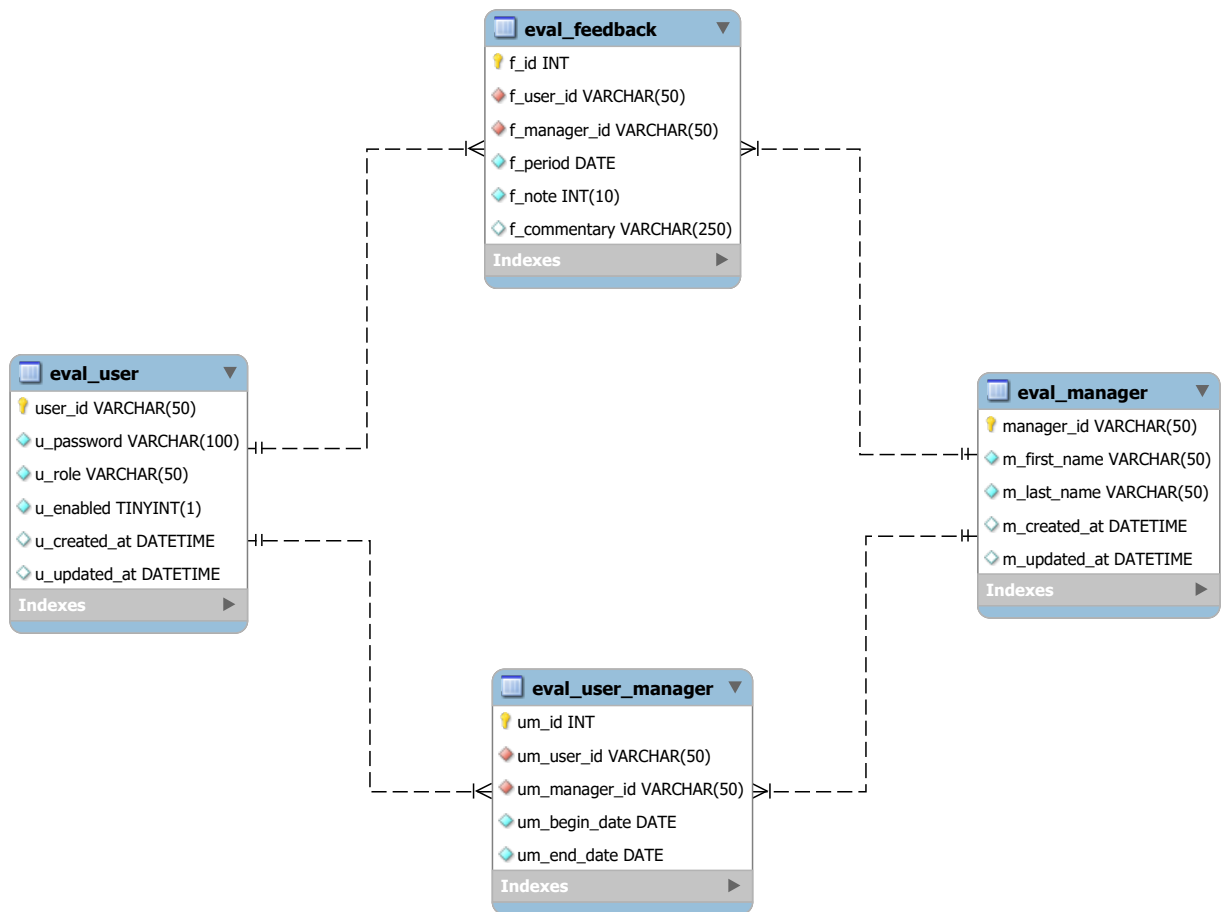 eval_feedback
f_id INT
f_user_id VARCHAR(50)
f_manager_id VARCHAR(50)
f_period DATE
f_note INT(10)
f_commentary VARCHAR(250)
Indexes
eval_user
user_id VARCHAR(50)
u_password VARCHAR(100)
u_role VARCHAR(50)
u_enabled TINYINT(1)
u_created_at DATETIME
u_updated_at DATETIME
Indexes
eval_manager
manager_id VARCHAR(50)
m_first_name VARCHAR(50)
m_last_name VARCHAR(50)
m_created_at DATETIME
m_updated_at DATETIME
Indexes
eval_user_manager
um_id INT
um_user_id VARCHAR(50)
um_manager_id VARCHAR(50)
um_begin_date DATE
um_end_date DATE
Indexes